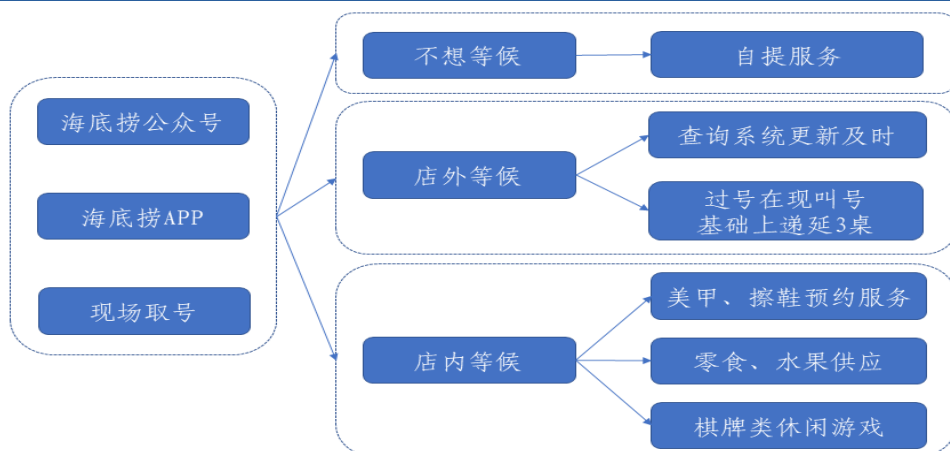 海底捞公众号
海底捞APP
现场取号
不想等候
自提服务
店外等候
查询系统更新及时
过号在现叫号
基础上递延3桌
店内等候
美甲、擦鞋预约服务
零食、水果供应
棋牌类休闲游戏